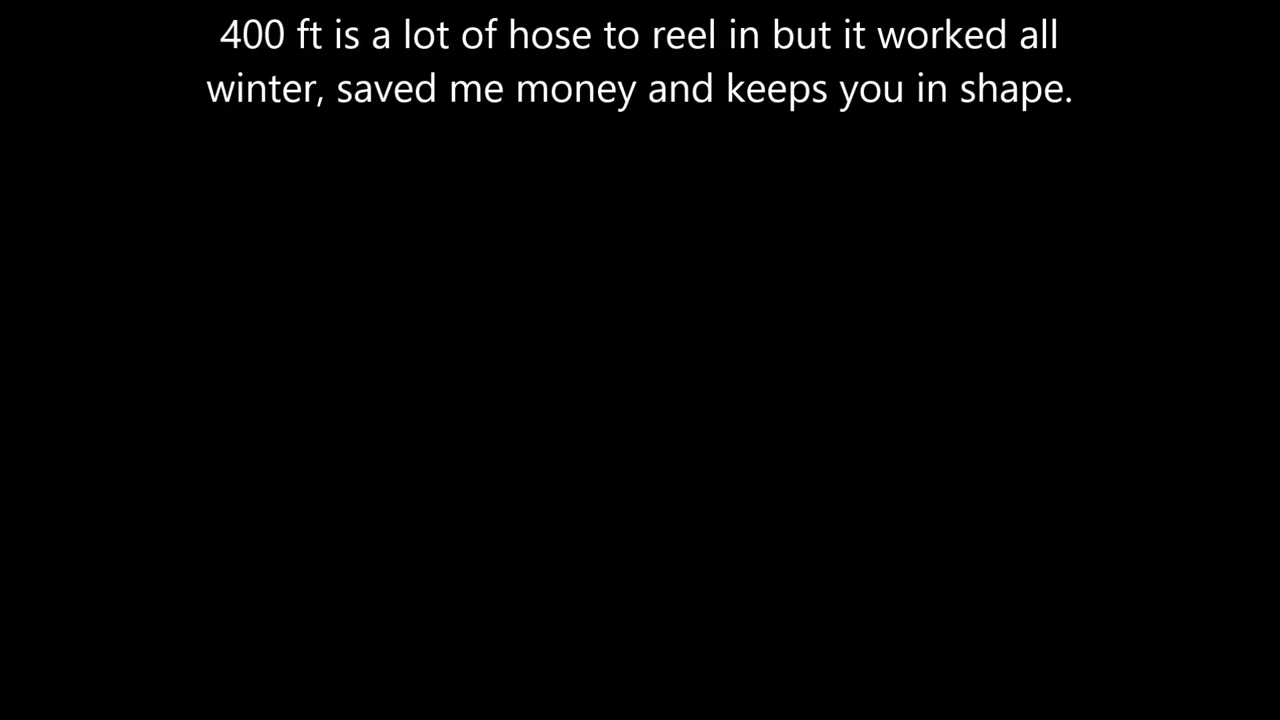 400 ft is a lot of hose to reel in but it worked all
winter, saved me money and keeps you in shape.